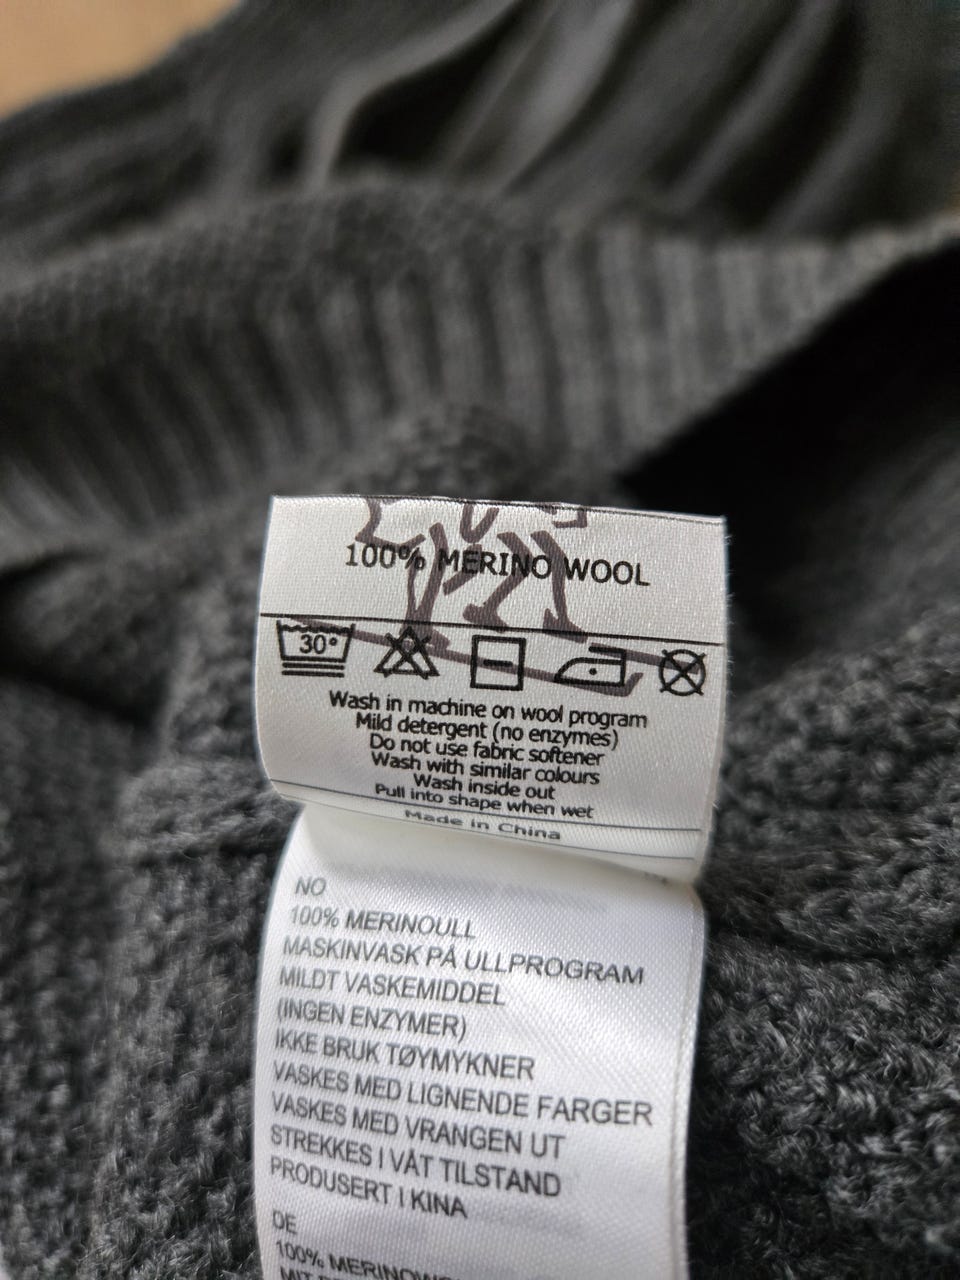 100% MERINO WOOL
30°
Wash in machine on wool program
Mild detergent (no enzymes)
Do not use fabric softener
Wash with similar colours
Wash inside out
Pull into shape when wet
Made in China
NO
100% MERINOULL
MASKINVASK PÅ ULLPROGRAM
MILDT VASKEMIDDEL
(INGEN ENZYMER)
IKKE BRUK TØYMYKNER
VASKES MED LIGNENDE FARGER
VASKES MED VRANGEN UT
STREKKES I VÅT TILSTAND
PRODUSERT I KINA
DE
100%